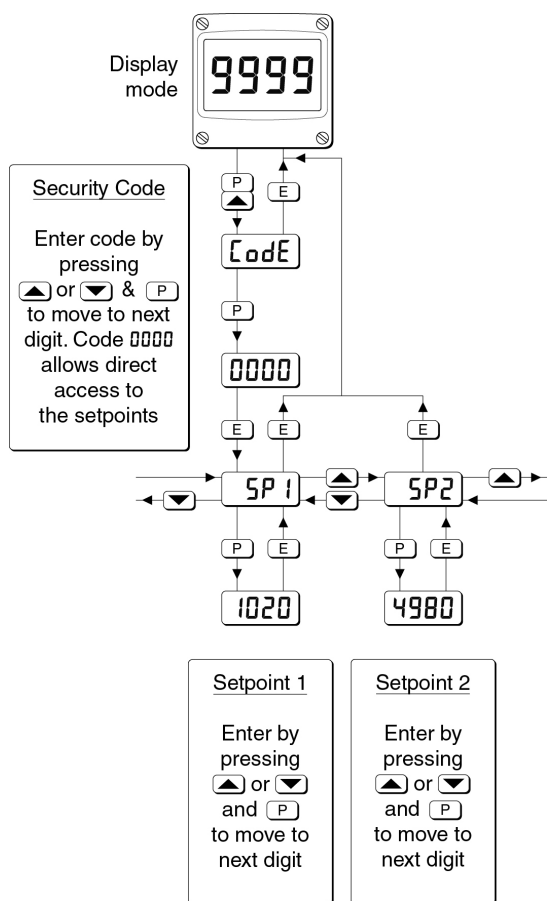 Display
mode
9999
P
E
Security Code
Enter code by
pressing
or & P
to move to next
digit. Code 0000
allows direct
access to
the setpoints
CodE
P
0000
E E E
SP1 SP2
P E P E
1020 4980
Setpoint 1
Enter by
pressing
or
and P
to move to
next digit
Setpoint 2
Enter by
pressing
or
and P
to move to
next digit